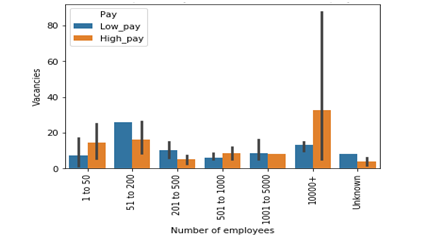 Pay
Low_pay
High_pay
Vacancies
80
60
40
20
0
1 to 50
51 to 200
201 to 500
501 to 1000
1001 to 5000
10000+
Unknown
Number of employees